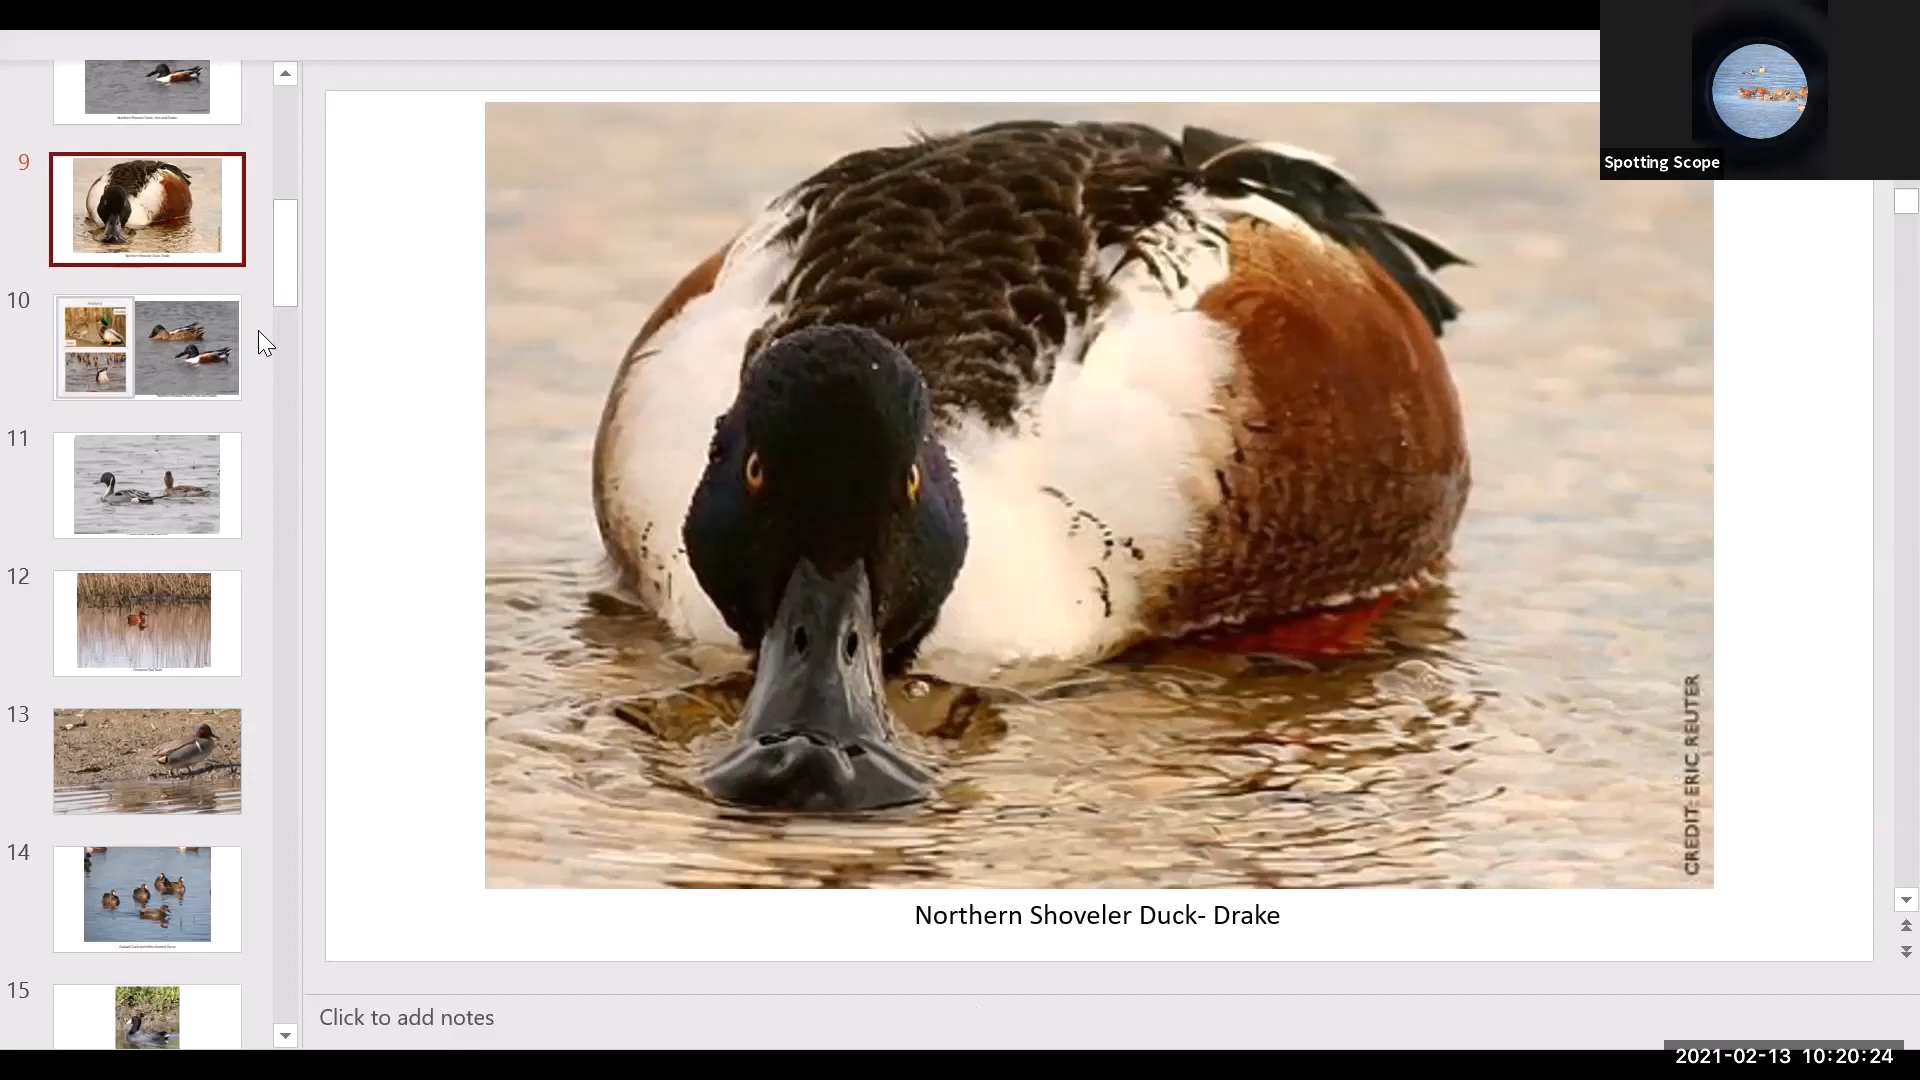 Spotting Scope
9
10
11
12
13
14
15
CREDIT: ERIC REUTER
Northern Shoveler Duck- Drake
Click to add notes
2021-02-13 10:20:24